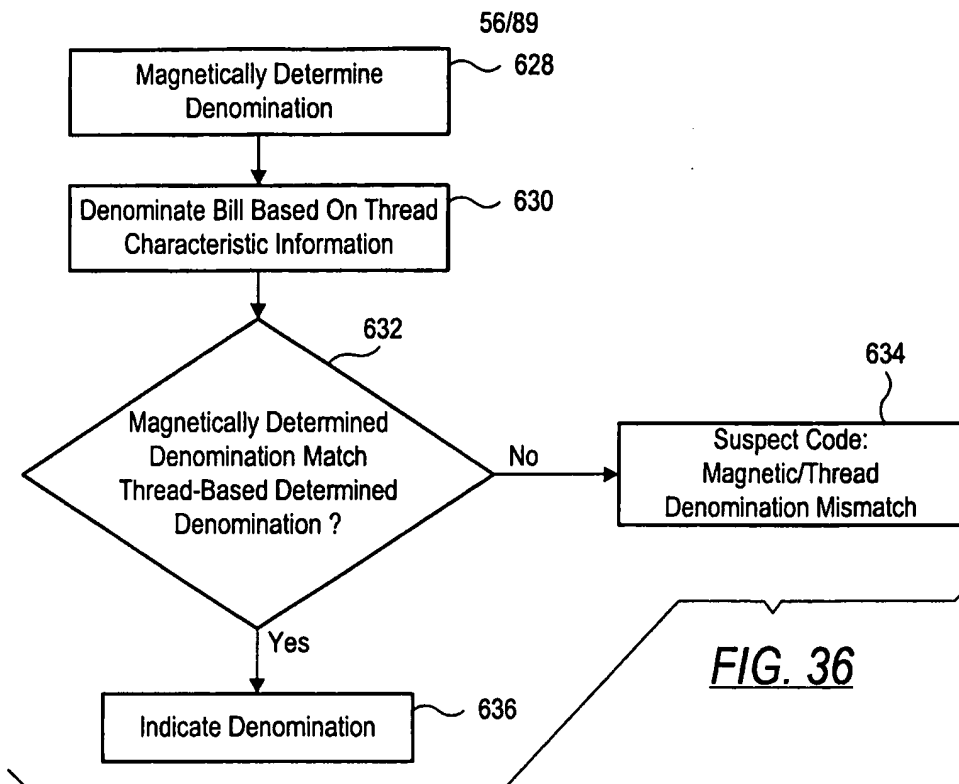 56/89
Magnetically Determine
Denomination
628
Denominate Bill Based On Thread
Characteristic Information
630
632
Magnetically Determined
Denomination Match
Thread-Based Determined
Denomination ?
No
634
Suspect Code:
Magnetic/Thread
Denomination Mismatch
Yes
Indicate Denomination
636
FIG. 36